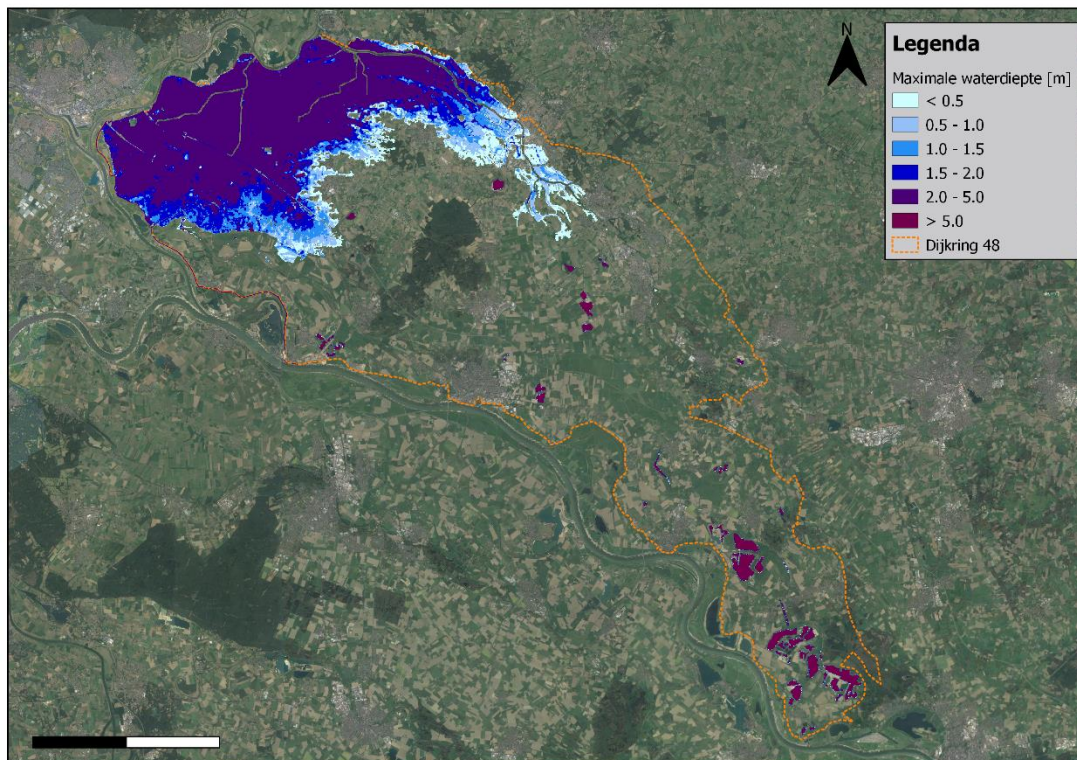 N
Legenda
Maximale waterdiepte [m]
< 0.5
0.5 - 1.0
1.0 - 1.5
1.5 - 2.0
2.0 - 5.0
> 5.0
Dijkring 48